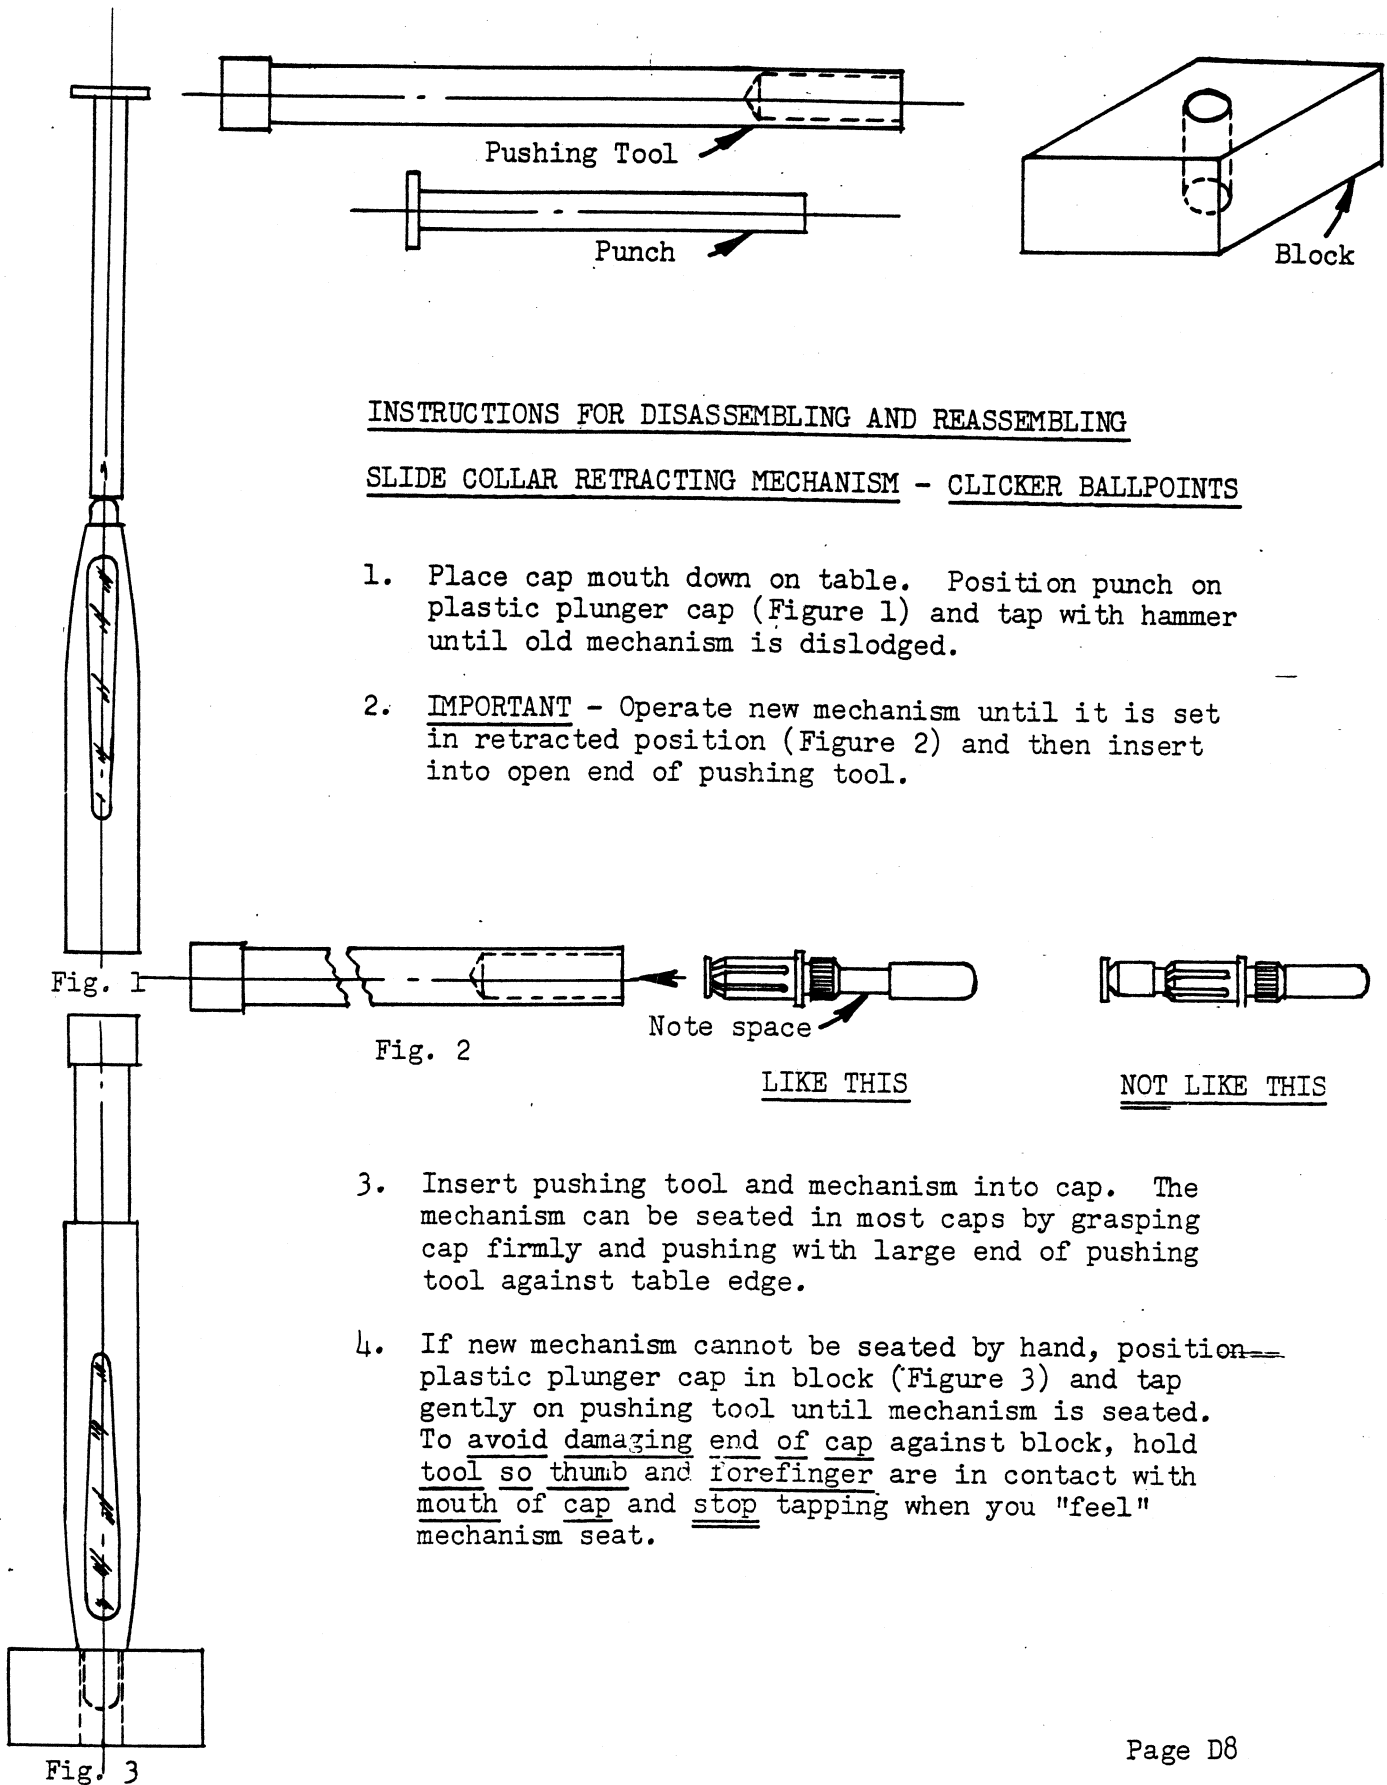 Pushing Tool
Punch
Block
INSTRUCTIONS FOR DISASSEMBLING AND REASSEMBLING
SLIDE COLLAR RETRACTING MECHANISM - CLICKER BALLPOINTS
1. Place cap mouth down on table. Position punch on
plastic plunger cap (Figure 1) and tap with hammer
until old mechanism is dislodged.
2. IMPORTANT - Operate new mechanism until it is set
in retracted position (Figure 2) and then insert
into open end of pushing tool.
Fig. 1
Note space
Fig. 2
LIKE THIS
NOT LIKE THIS
3. Insert pushing tool and mechanism into cap. The
mechanism can be seated in most caps by grasping
cap firmly and pushing with large end of pushing
tool against table edge.
4. If new mechanism cannot be seated by hand, position
plastic plunger cap in block (Figure 3) and tap
gently on pushing tool until mechanism is seated.
To avoid damaging end of cap against block, hold
tool so thumb and forefinger are in contact with
mouth of cap and stop tapping when you "feel"
mechanism seat.
Page D8
Fig. 3